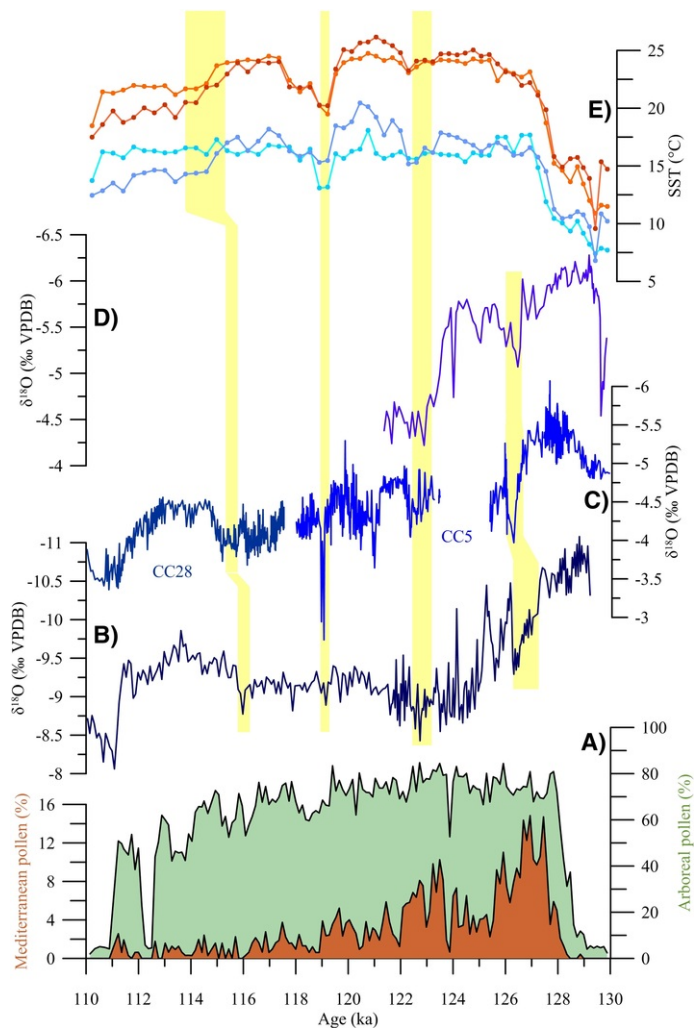 25
20
15
10
5
SST (°C)
E)
-6.5
-6
-5.5
-5
-4.5
-4
δ¹⁸O (‰ VPDB)
D)
-6
-5.5
-5
-4.5
-4
-3.5
-3
δ¹⁸O (‰ VPDB)
C)
CC5
CC28
-11
-10.5
-10
-9.5
-9
-8.5
-8
δ¹⁸O (‰ VPDB)
B)
A)
100
80
60
40
20
0
Arboreal pollen (%)
16
12
8
4
0
Mediterranean pollen (%)
110 112 114 116 118 120 122 124 126 128 130
Age (ka)